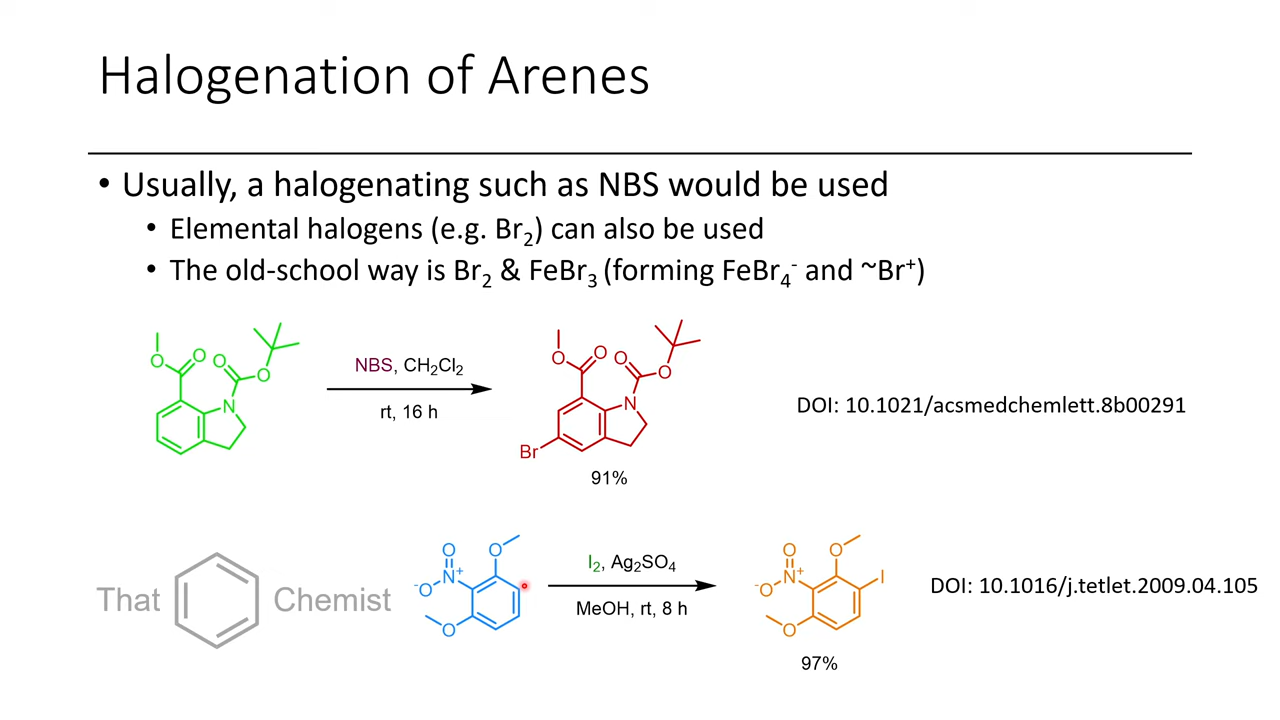 Halogenation of Arenes
• Usually, a halogenating such as NBS would be used
• Elemental halogens (e.g. Br₂) can also be used
• The old-school way is Br₂ & FeBr₃ (forming FeBr₄⁻ and ~Br⁺)
O O O O N
NBS, CH₂Cl₂
rt, 16 h
O O O O N
Br
91%
DOI: 10.1021/acsmedchemlett.8b00291
That Chemist
O O
⁻O N⁺
O
I₂, Ag₂SO₄
MeOH, rt, 8 h
O O
⁻O N⁺ I
O
97%
DOI: 10.1016/j.tetlet.2009.04.105